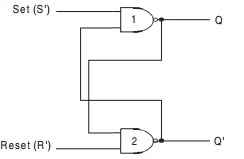 Set (S')
1
Q
Reset (R')
2
Q'